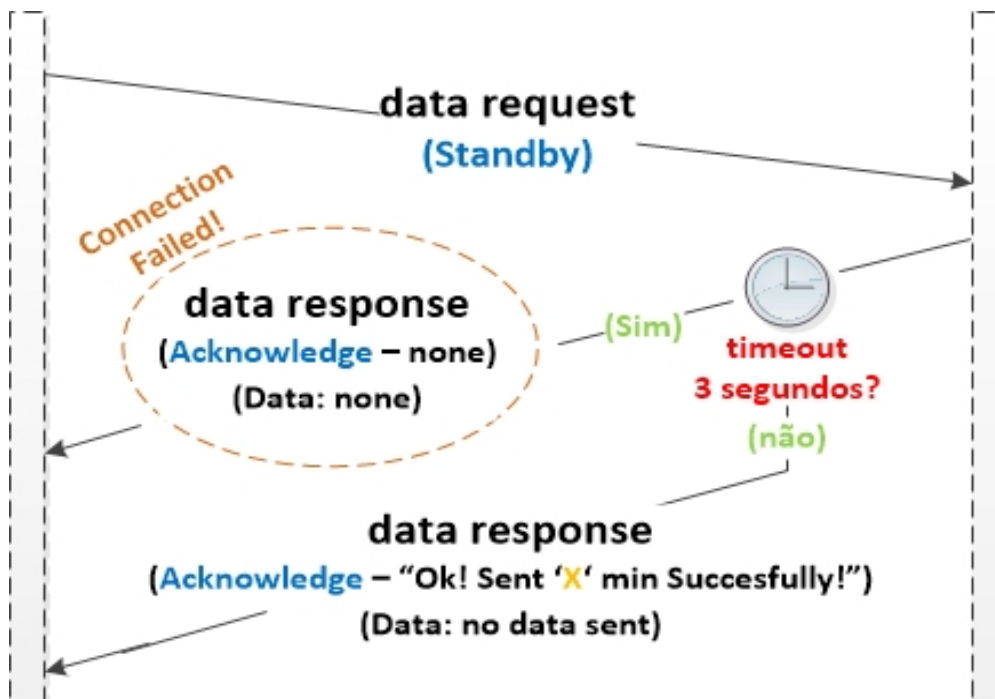 data request
(Standby)
Connection
Failed!
data response
(Acknowledge – none)
(Data: none)
(Sim)
timeout
3 segundos?
(não)
data response
(Acknowledge – “Ok! Sent ‘X‘ min Succesfully!”)
(Data: no data sent)